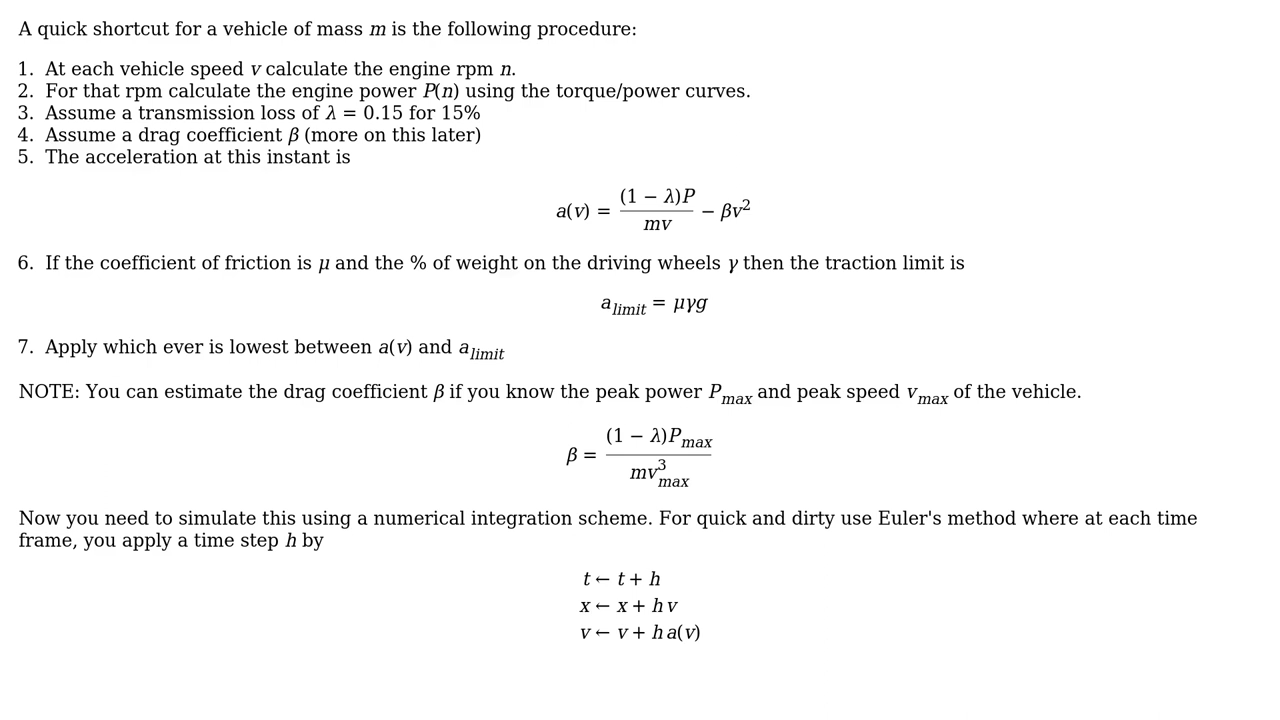 A quick shortcut for a vehicle of mass m is the following procedure:
1. At each vehicle speed v calculate the engine rpm n.
2. For that rpm calculate the engine power P(n) using the torque/power curves.
3. Assume a transmission loss of λ = 0.15 for 15%
4. Assume a drag coefficient β (more on this later)
5. The acceleration at this instant is
a(v) = (1 − λ)P / mv − βv²
6. If the coefficient of friction is μ and the % of weight on the driving wheels γ then the traction limit is
a_limit = μγg
7. Apply which ever is lowest between a(v) and a_limit
NOTE: You can estimate the drag coefficient β if you know the peak power P_max and peak speed v_max of the vehicle.
β = (1 − λ)P_max / mv³_max
Now you need to simulate this using a numerical integration scheme. For quick and dirty use Euler's method where at each time
frame, you apply a time step h by
t ← t + h
x ← x + h v
v ← v + h a(v)